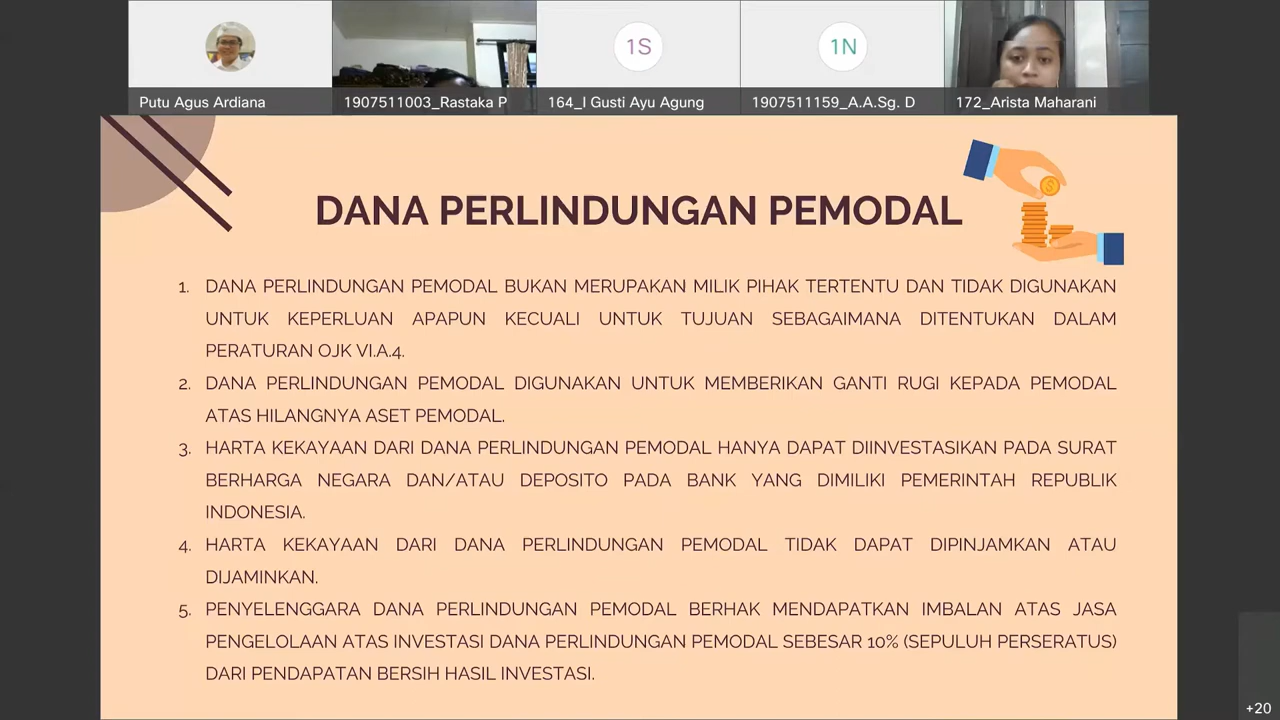 1S
1N
Putu Agus Ardiana
1907511003_Rastaka P
164_I Gusti Ayu Agung
1907511159_A.A.Sg. D
172_Arista Maharani
DANA PERLINDUNGAN PEMODAL
1. DANA PERLINDUNGAN PEMODAL BUKAN MERUPAKAN MILIK PIHAK TERTENTU DAN TIDAK DIGUNAKAN
UNTUK KEPERLUAN APAPUN KECUALI UNTUK TUJUAN SEBAGAIMANA DITENTUKAN DALAM
PERATURAN OJK VI.A.4.
2. DANA PERLINDUNGAN PEMODAL DIGUNAKAN UNTUK MEMBERIKAN GANTI RUGI KEPADA PEMODAL
ATAS HILANGNYA ASET PEMODAL.
3. HARTA KEKAYAAN DARI DANA PERLINDUNGAN PEMODAL HANYA DAPAT DIINVESTASIKAN PADA SURAT
BERHARGA NEGARA DAN/ATAU DEPOSITO PADA BANK YANG DIMILIKI PEMERINTAH REPUBLIK
INDONESIA.
4. HARTA KEKAYAAN DARI DANA PERLINDUNGAN PEMODAL TIDAK DAPAT DIPINJAMKAN ATAU
DIJAMINKAN.
5. PENYELENGGARA DANA PERLINDUNGAN PEMODAL BERHAK MENDAPATKAN IMBALAN ATAS JASA
PENGELOLAAN ATAS INVESTASI DANA PERLINDUNGAN PEMODAL SEBESAR 10% (SEPULUH PERSERATUS)
DARI PENDAPATAN BERSIH HASIL INVESTASI.
+20